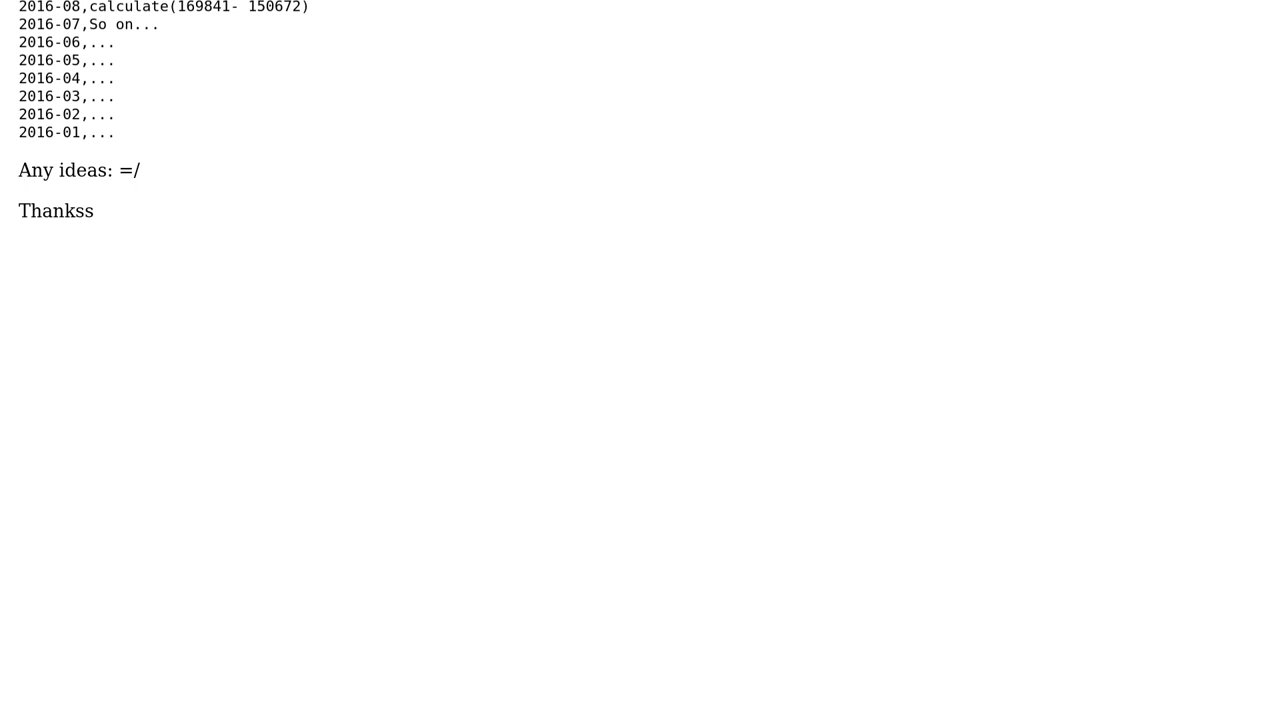 2016-08,calculate(169841- 150672)
2016-07,So on...
2016-06,...
2016-05,...
2016-04,...
2016-03,...
2016-02,...
2016-01,...
Any ideas: =/
Thankss